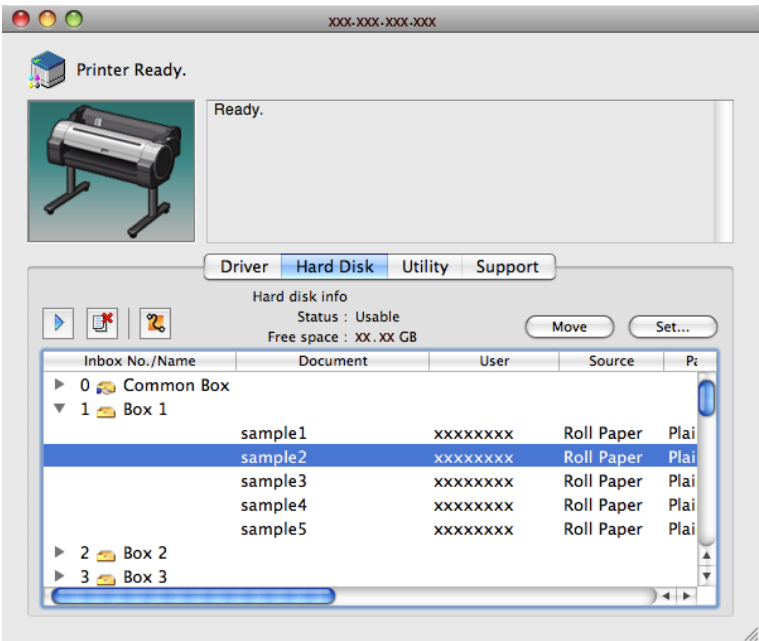 xxx.xxx.xxx.xxx
Printer Ready.
Ready.
Driver Hard Disk Utility Support
Hard disk info
Status : Usable
Free space : XX.XX GB
Move Set...
Inbox No./Name Document User Source Pa
0 Common Box
1 Box 1
sample1 xxxxxxxx Roll Paper Plai
sample2 xxxxxxxx Roll Paper Plai
sample3 xxxxxxxx Roll Paper Plai
sample4 xxxxxxxx Roll Paper Plai
sample5 xxxxxxxx Roll Paper Plai
2 Box 2
3 Box 3